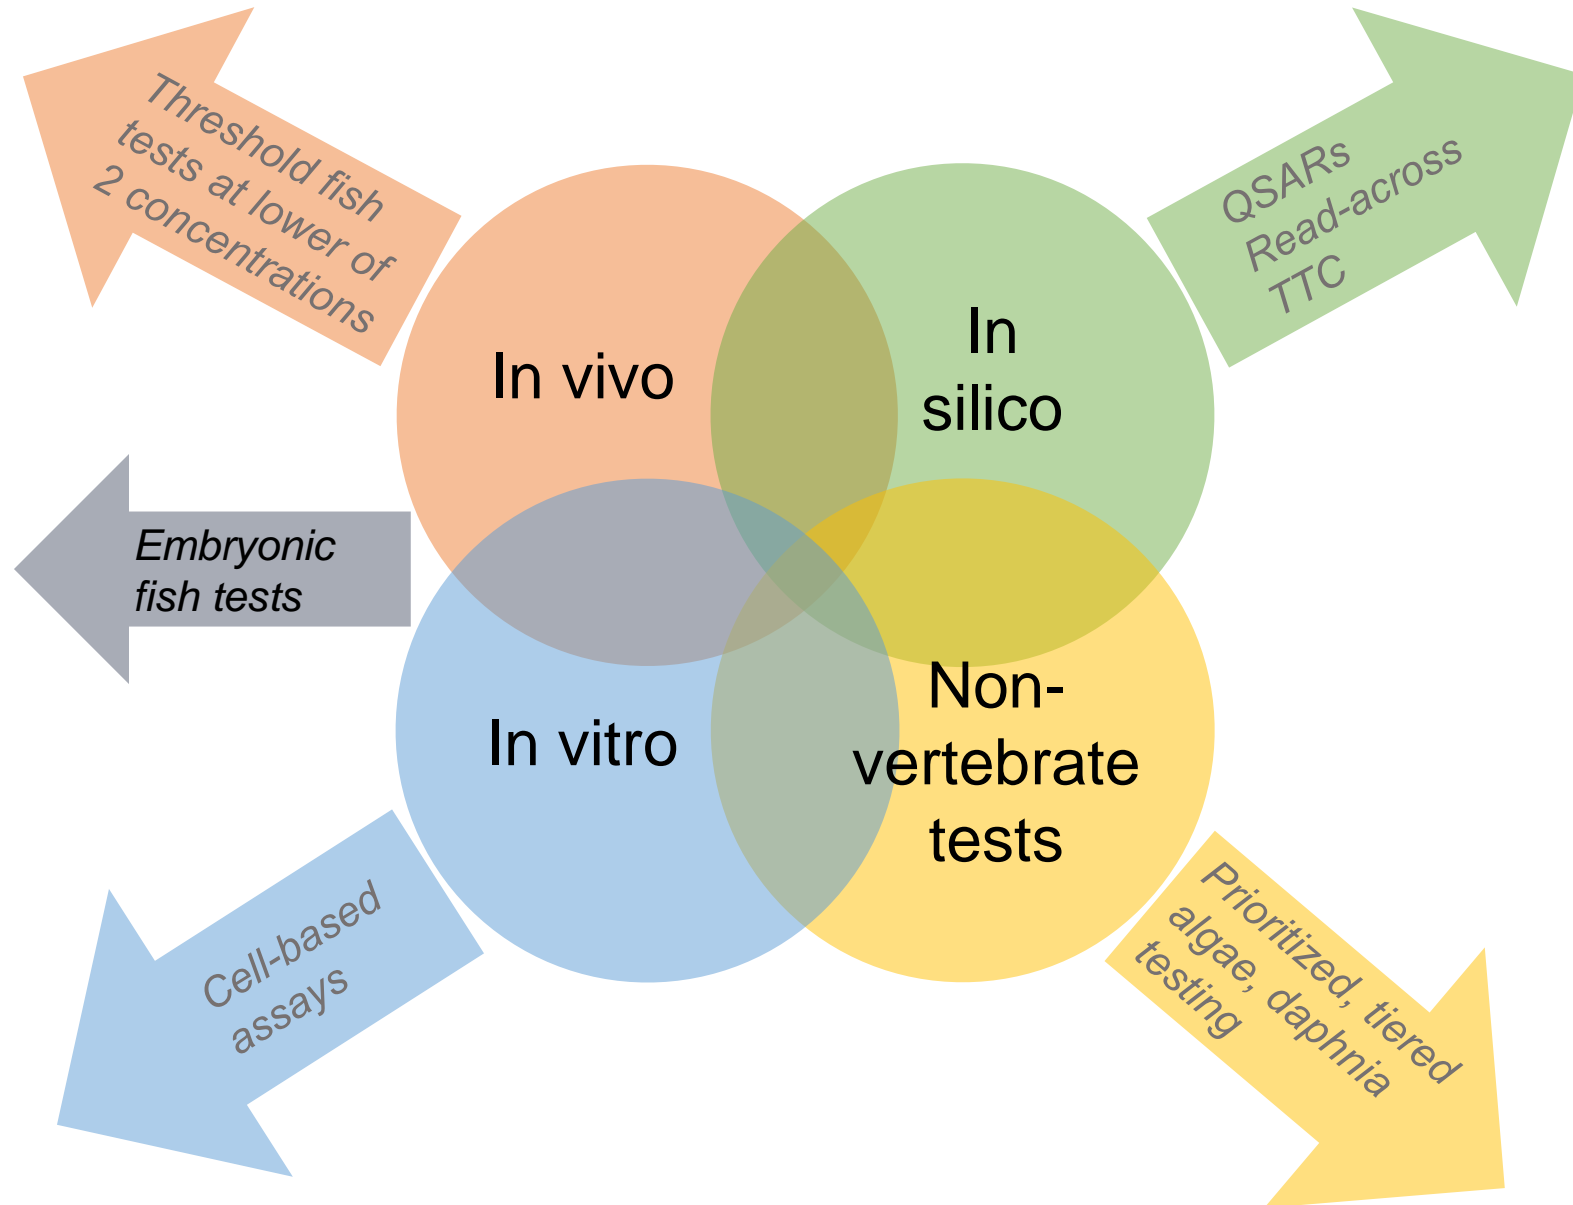 Threshold fish
tests at lower of
2 concentrations
QSARs
Read-across
TTC
In vivo
In
silico
Embryonic
fish tests
In vitro
Non-
vertebrate
tests
Cell-based
assays
Prioritized, tiered
algae, daphnia
testing